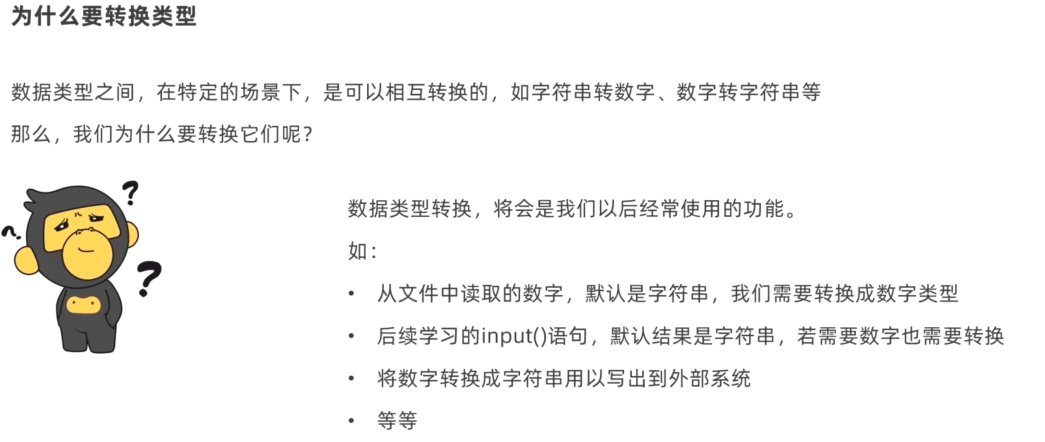 为什么要转换类型
数据类型之间，在特定的场景下，是可以相互转换的，如字符串转数字、数字转字符串等
那么，我们为什么要转换它们呢？
? ? ?
数据类型转换，将会是我们以后经常使用的功能。
如：
• 从文件中读取的数字，默认是字符串，我们需要转换成数字类型
• 后续学习的input()语句，默认结果是字符串，若需要数字也需要转换
• 将数字转换成字符串用以写出到外部系统
• 等等